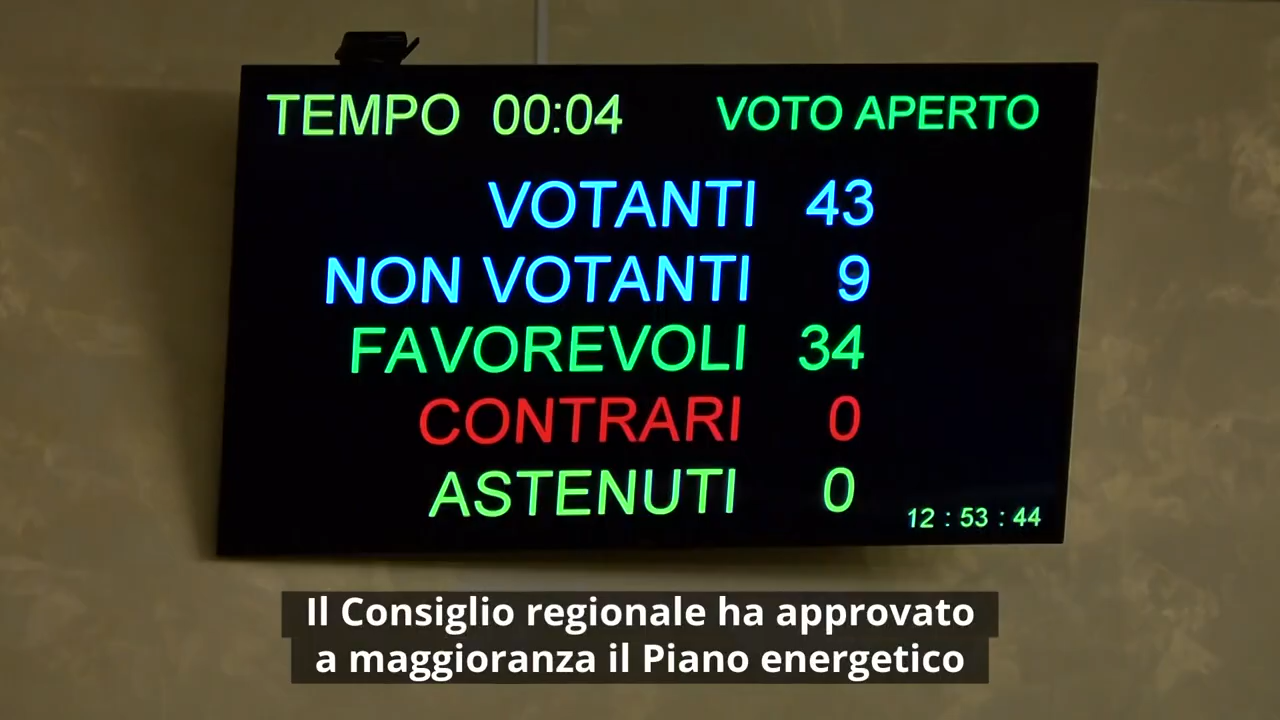 TEMPO 00:04 VOTO APERTO
VOTANTI 43
NON VOTANTI 9
FAVOREVOLI 34
CONTRARI 0
ASTENUTI 0
12 : 53 : 44
Il Consiglio regionale ha approvato
a maggioranza il Piano energetico